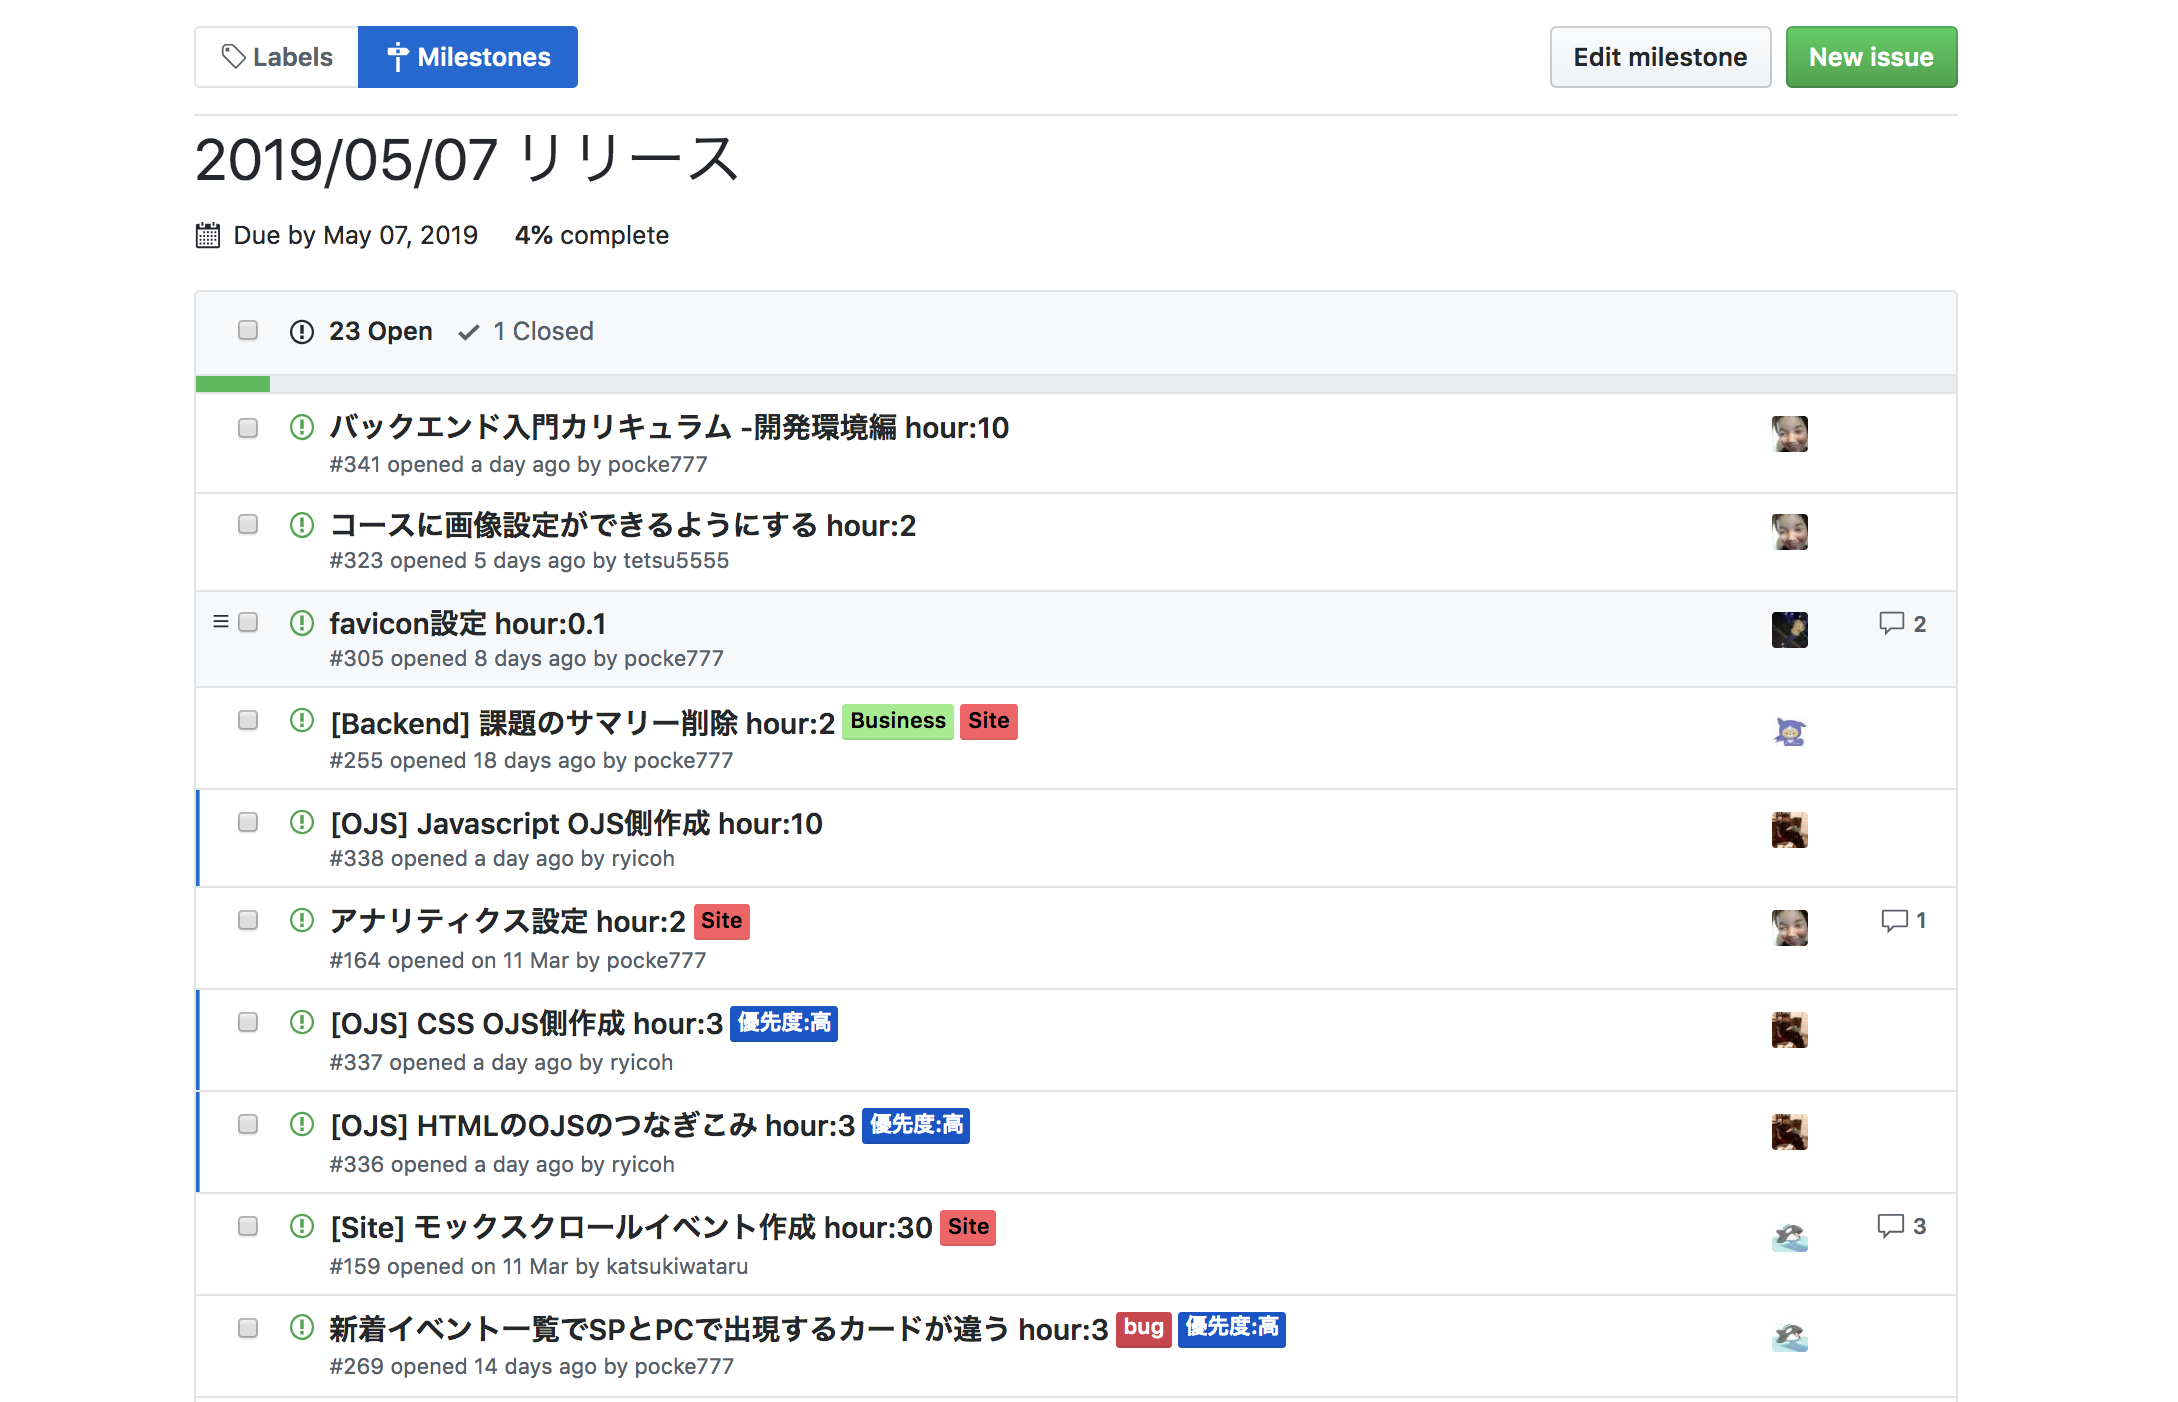 Labels Milestones Edit milestone New issue
2019/05/07 リリース
Due by May 07, 2019 4% complete
23 Open 1 Closed
バックエンド入門カリキュラム -開発環境編 hour:10
#341 opened a day ago by pocke777
コースに画像設定ができるようにする hour:2
#323 opened 5 days ago by tetsu5555
favicon設定 hour:0.1 2
#305 opened 8 days ago by pocke777
[Backend] 課題のサマリー削除 hour:2 Business Site
#255 opened 18 days ago by pocke777
[OJS] Javascript OJS側作成 hour:10
#338 opened a day ago by ryicoh
アナリティクス設定 hour:2 Site 1
#164 opened on 11 Mar by pocke777
[OJS] CSS OJS側作成 hour:3 優先度:高
#337 opened a day ago by ryicoh
[OJS] HTMLのOJSのつなぎこみ hour:3 優先度:高
#336 opened a day ago by ryicoh
[Site] モックスクロールイベント作成 hour:30 Site 3
#159 opened on 11 Mar by katsukiwataru
新着イベント一覧でSPとPCで出現するカードが違う hour:3 bug 優先度:高
#269 opened 14 days ago by pocke777